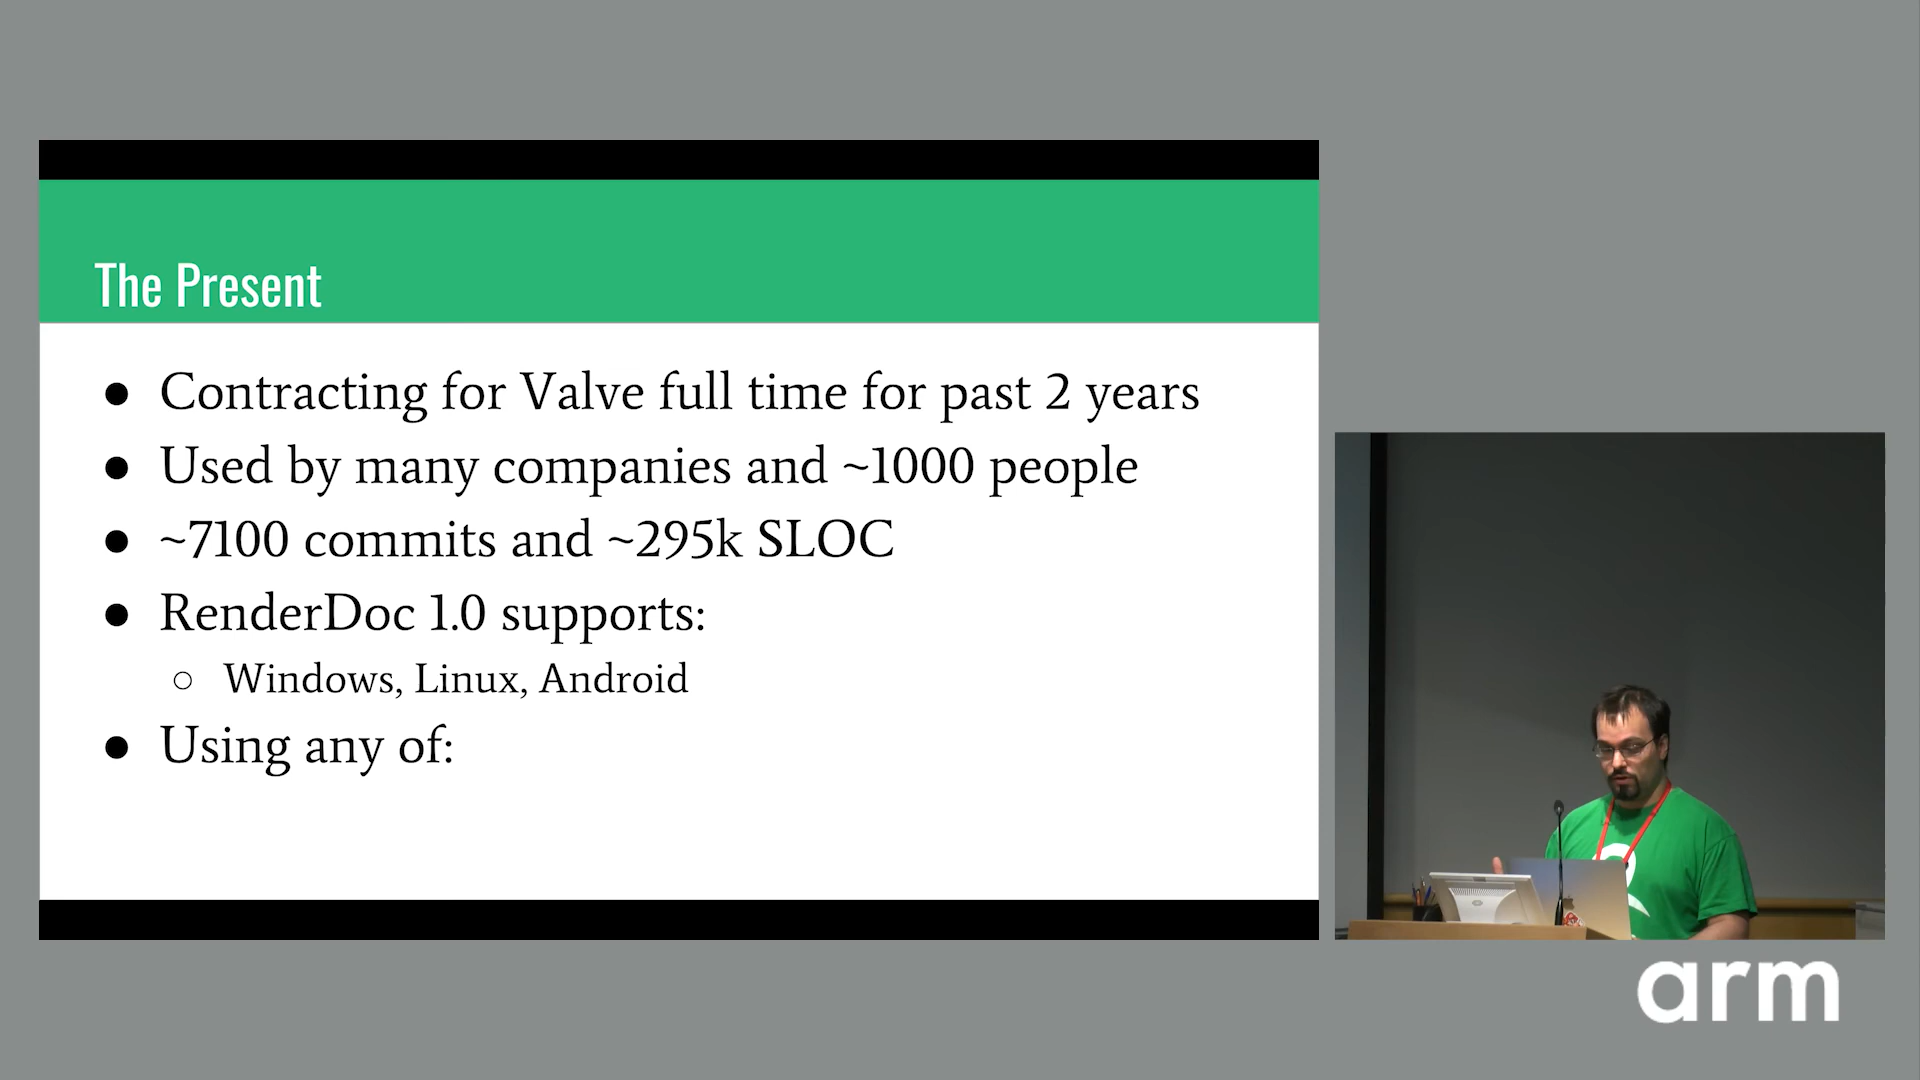 The Present
● Contracting for Valve full time for past 2 years
● Used by many companies and ~1000 people
● ~7100 commits and ~295k SLOC
● RenderDoc 1.0 supports:
○ Windows, Linux, Android
● Using any of:
arm